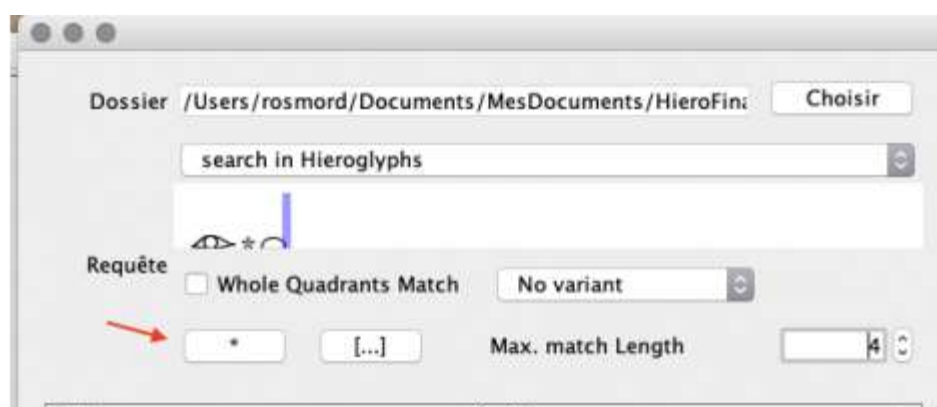 Dossier /Users/rosmord/Documents/MesDocuments/HieroFina Choisir
search in Hieroglyphs
𓁹*𓏏
Requête
Whole Quadrants Match No variant
* [...] Max. match Length 4